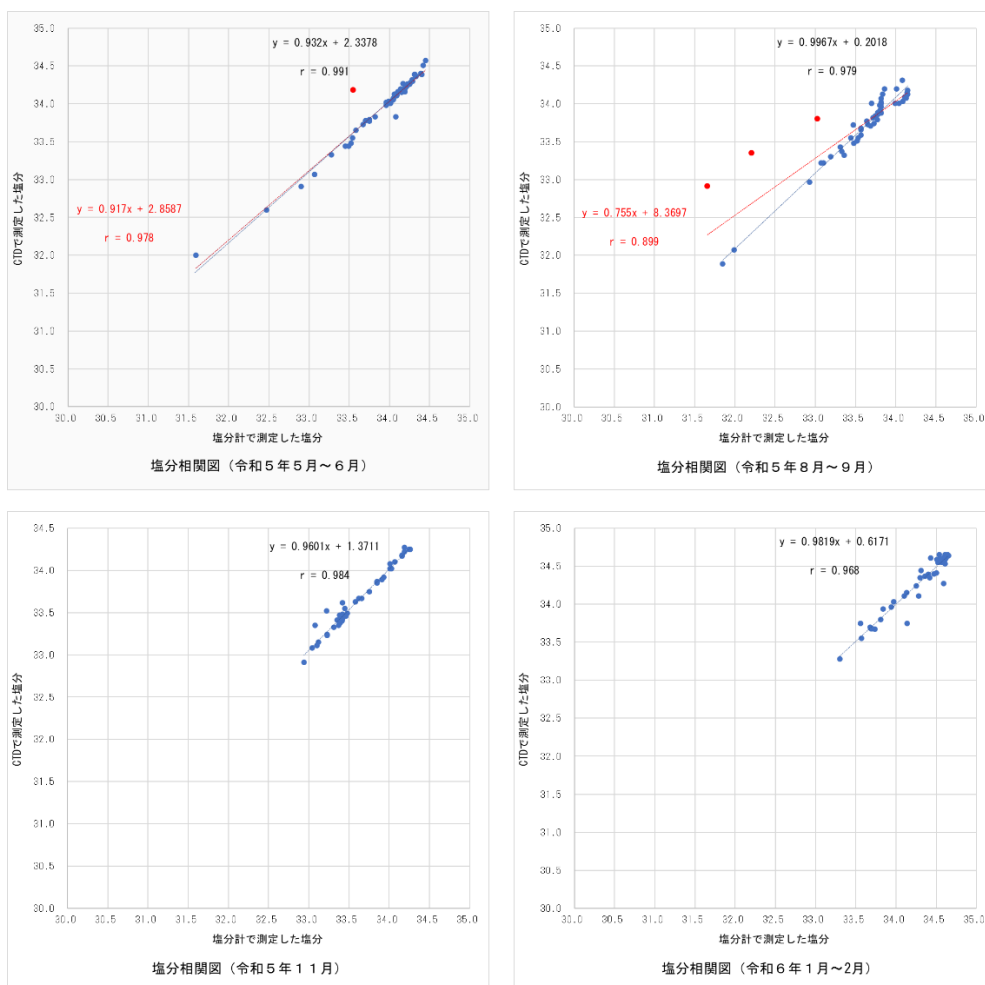 35.0
y = 0.932x + 2.3378
34.5
r = 0.991
34.0
33.5
33.0
y = 0.917x + 2.8587
32.5
r = 0.978
32.0
31.5
31.0
30.5
30.0
30.0 30.5 31.0 31.5 32.0 32.5 33.0 33.5 34.0 34.5 35.0
CTDで測定した塩分
塩分計で測定した塩分
塩分相関図（令和５年５月～６月）
35.0
y = 0.9967x + 0.2018
34.5
r = 0.979
34.0
33.5
33.0
y = 0.755x + 8.3697
32.5
r = 0.899
32.0
31.5
31.0
30.5
30.0
30.0 30.5 31.0 31.5 32.0 32.5 33.0 33.5 34.0 34.5 35.0
CTDで測定した塩分
塩分計で測定した塩分
塩分相関図（令和５年８月～９月）
34.5
y = 0.9601x + 1.3711
34.0
r = 0.984
33.5
33.0
32.5
32.0
31.5
31.0
30.5
30.0
30.0 30.5 31.0 31.5 32.0 32.5 33.0 33.5 34.0 34.5 35.0
CTDで測定した塩分
塩分計で測定した塩分
塩分相関図（令和５年１１月）
35.0
y = 0.9819x + 0.6171
34.5
r = 0.968
34.0
33.5
33.0
32.5
32.0
31.5
31.0
30.5
30.0
30.0 30.5 31.0 31.5 32.0 32.5 33.0 33.5 34.0 34.5 35.0
CTDで測定した塩分
塩分計で測定した塩分
塩分相関図（令和６年１月～2月）